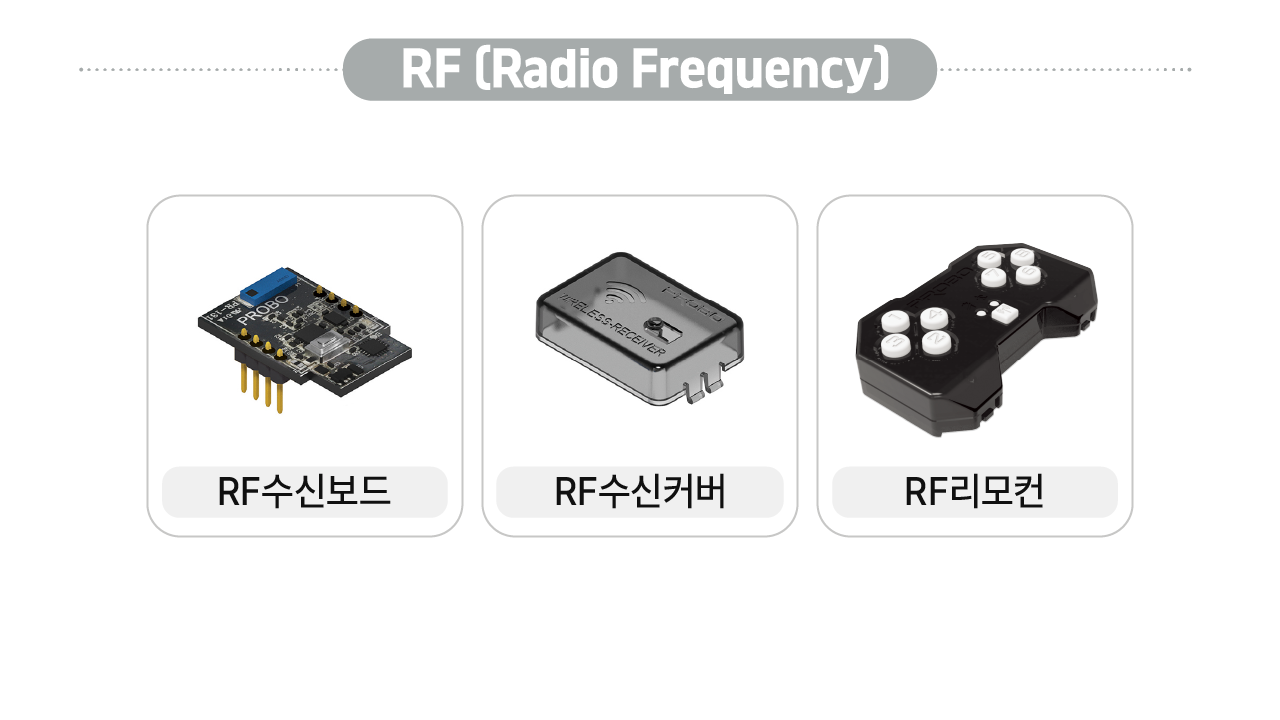 RF (Radio Frequency)
PROBO
WIRELESS-RECEIVER
PROBO
RF수신보드
RF수신커버
RF리모컨